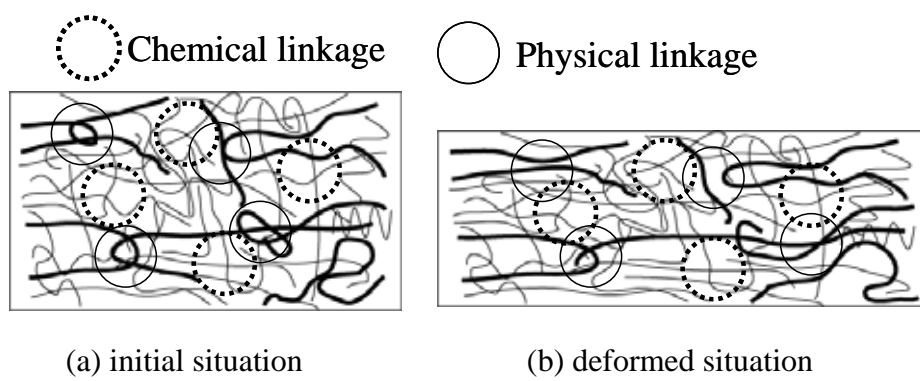 Chemical linkage
Physical linkage
(a) initial situation
(b) deformed situation